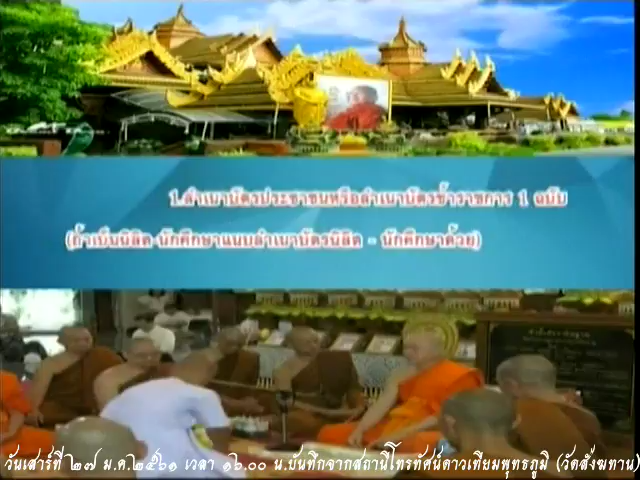 1.สำเนาบัตรประชาชนหรือสำเนาบัตรข้าราชการ 1 ฉบับ
(ถ้าเป็นนิสิต นักศึกษาแนบสำเนาบัตรนิสิต - นักศึกษาด้วย)
วันเสาร์ที่ ๒๗ ม.ค.๒๕๖๑ เวลา ๑๖.๐๐ น.บันทึกจากสถานีโทรทัศน์ดาวเทียมพุทธภูมิ (วัดสังฆทาน)